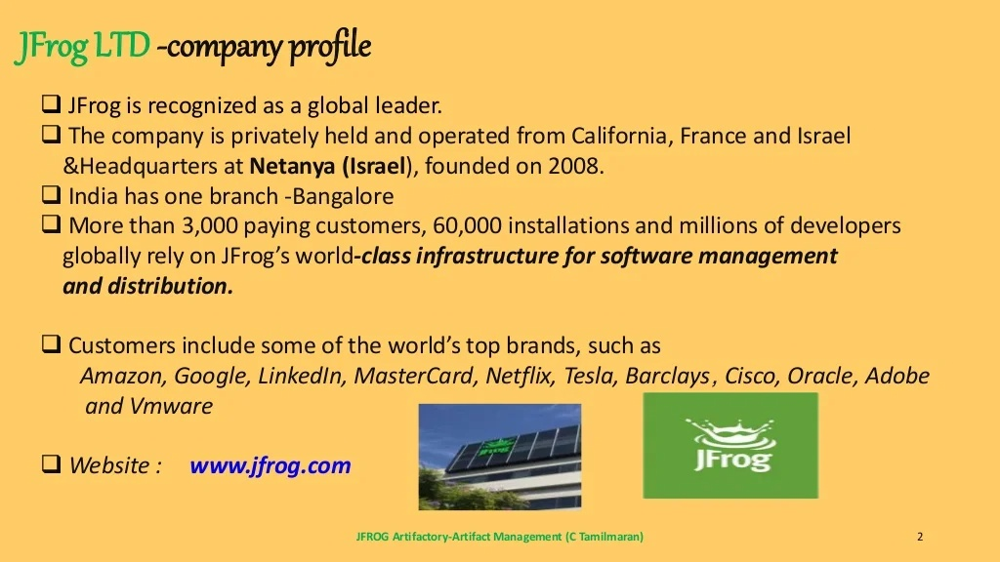 JFrog LTD -company profile
JFrog is recognized as a global leader.
The company is privately held and operated from California, France and Israel
&Headquarters at Netanya (Israel), founded on 2008.
India has one branch -Bangalore
More than 3,000 paying customers, 60,000 installations and millions of developers
globally rely on JFrog’s world-class infrastructure for software management
and distribution.
Customers include some of the world’s top brands, such as
Amazon, Google, LinkedIn, MasterCard, Netflix, Tesla, Barclays, Cisco, Oracle, Adobe
and Vmware
JFrog
JFrog
Website : www.jfrog.com
JFROG Artifactory-Artifact Management (C Tamilmaran)
2